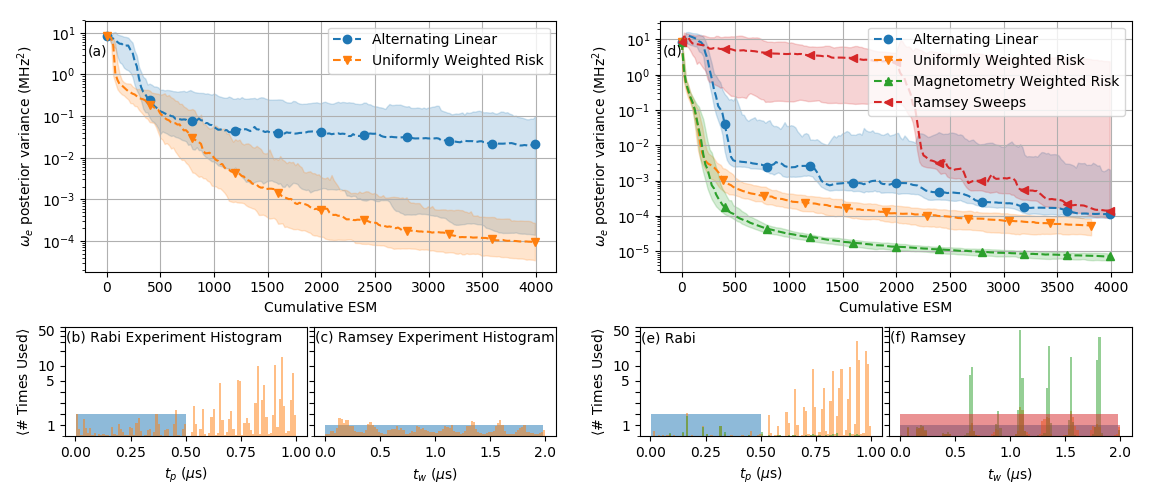 (a)
Alternating Linear
Uniformly Weighted Risk
ω_e posterior variance (MHz²)
10¹
10⁰
10⁻¹
10⁻²
10⁻³
10⁻⁴
0 500 1000 1500 2000 2500 3000 3500 4000
Cumulative ESM
(d)
Alternating Linear
Uniformly Weighted Risk
Magnetometry Weighted Risk
Ramsey Sweeps
ω_e posterior variance (MHz²)
10¹
10⁰
10⁻¹
10⁻²
10⁻³
10⁻⁴
10⁻⁵
0 500 1000 1500 2000 2500 3000 3500 4000
Cumulative ESM
(b) Rabi Experiment Histogram
⟨# Times Used⟩
50
10
5
1
0.00 0.25 0.50 0.75 1.00
t_p (μs)
(c) Ramsey Experiment Histogram
0.0 0.5 1.0 1.5 2.0
t_w (μs)
(e) Rabi
⟨# Times Used⟩
50
10
5
1
0.00 0.25 0.50 0.75 1.00
t_p (μs)
(f) Ramsey
0.0 0.5 1.0 1.5 2.0
t_w (μs)